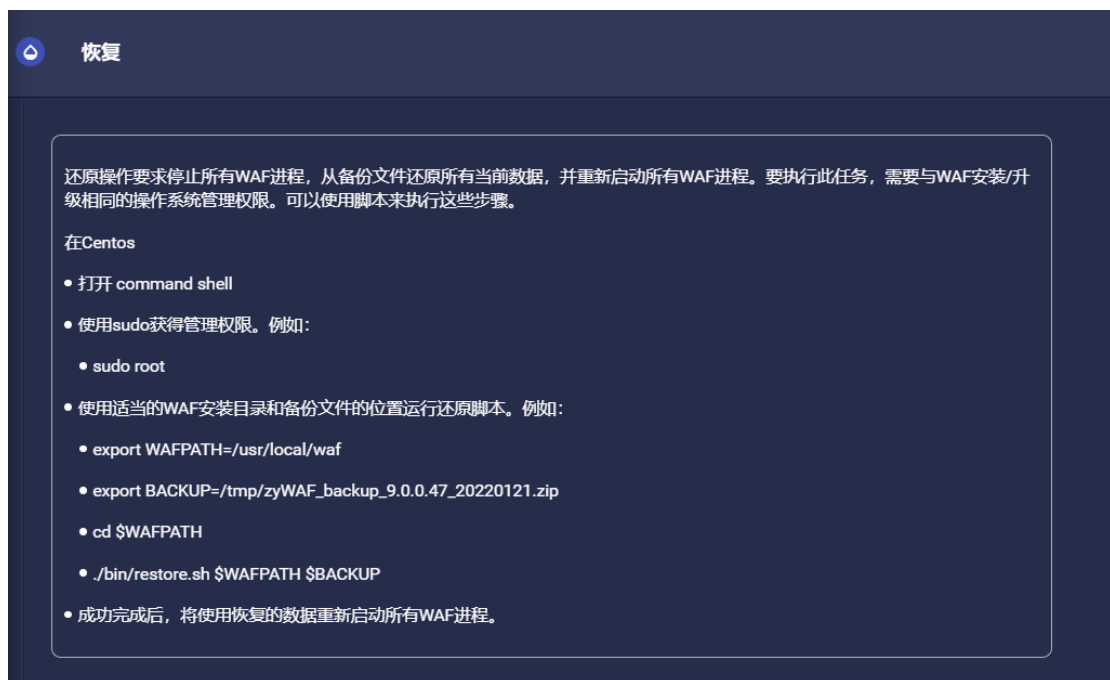 恢复
还原操作要求停止所有WAF进程，从备份文件还原所有当前数据，并重新启动所有WAF进程。要执行此任务，需要与WAF安装/升
级相同的操作系统管理权限。可以使用脚本来执行这些步骤。
在Centos
• 打开 command shell
• 使用sudo获得管理权限。例如：
• sudo root
• 使用适当的WAF安装目录和备份文件的位置运行还原脚本。例如：
• export WAFPATH=/usr/local/waf
• export BACKUP=/tmp/zyWAF_backup_9.0.0.47_20220121.zip
• cd $WAFPATH
• ./bin/restore.sh $WAFPATH $BACKUP
• 成功完成后，将使用恢复的数据重新启动所有WAF进程。